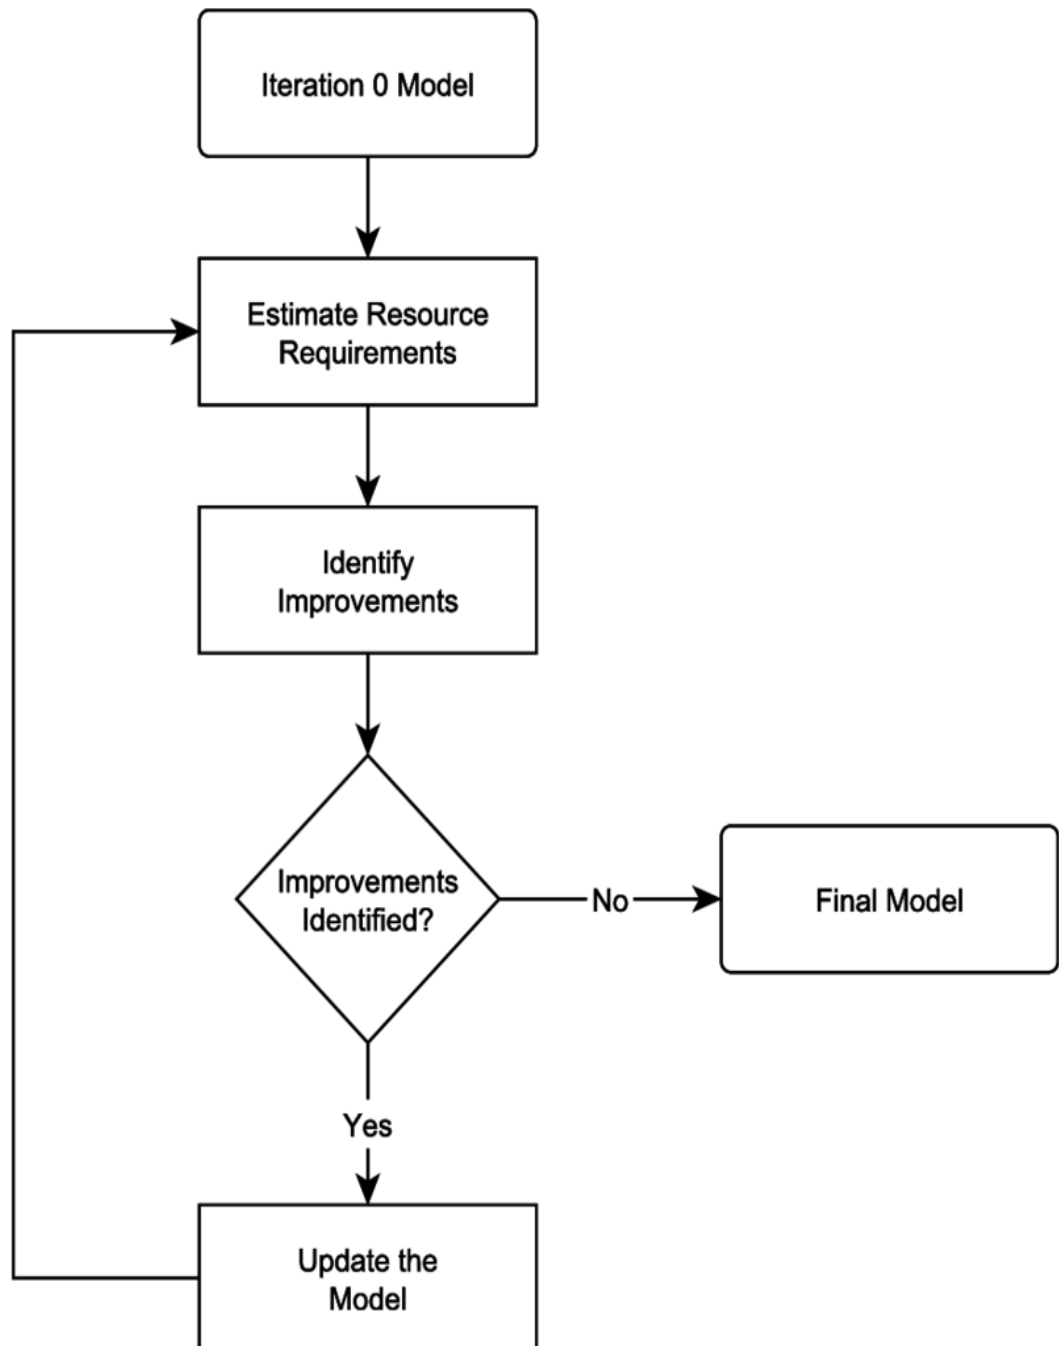 Iteration 0 Model
Estimate Resource
Requirements
Identify
Improvements
Improvements
Identified?
No
Final Model
Yes
Update the
Model